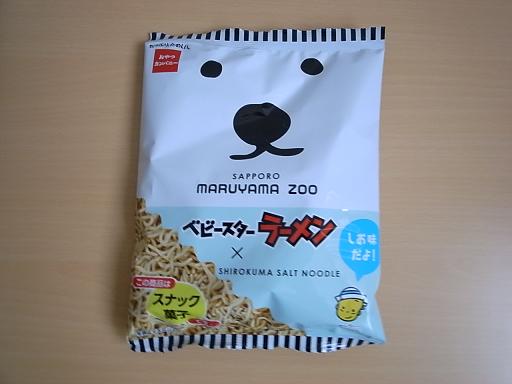 おやつ
カンパニー
SAPPORO
MARUYAMA ZOO
ベビースター ラーメン
×
SHIROKUMA SALT NOODLE
しお味
だよ!
この商品は
スナック
菓子